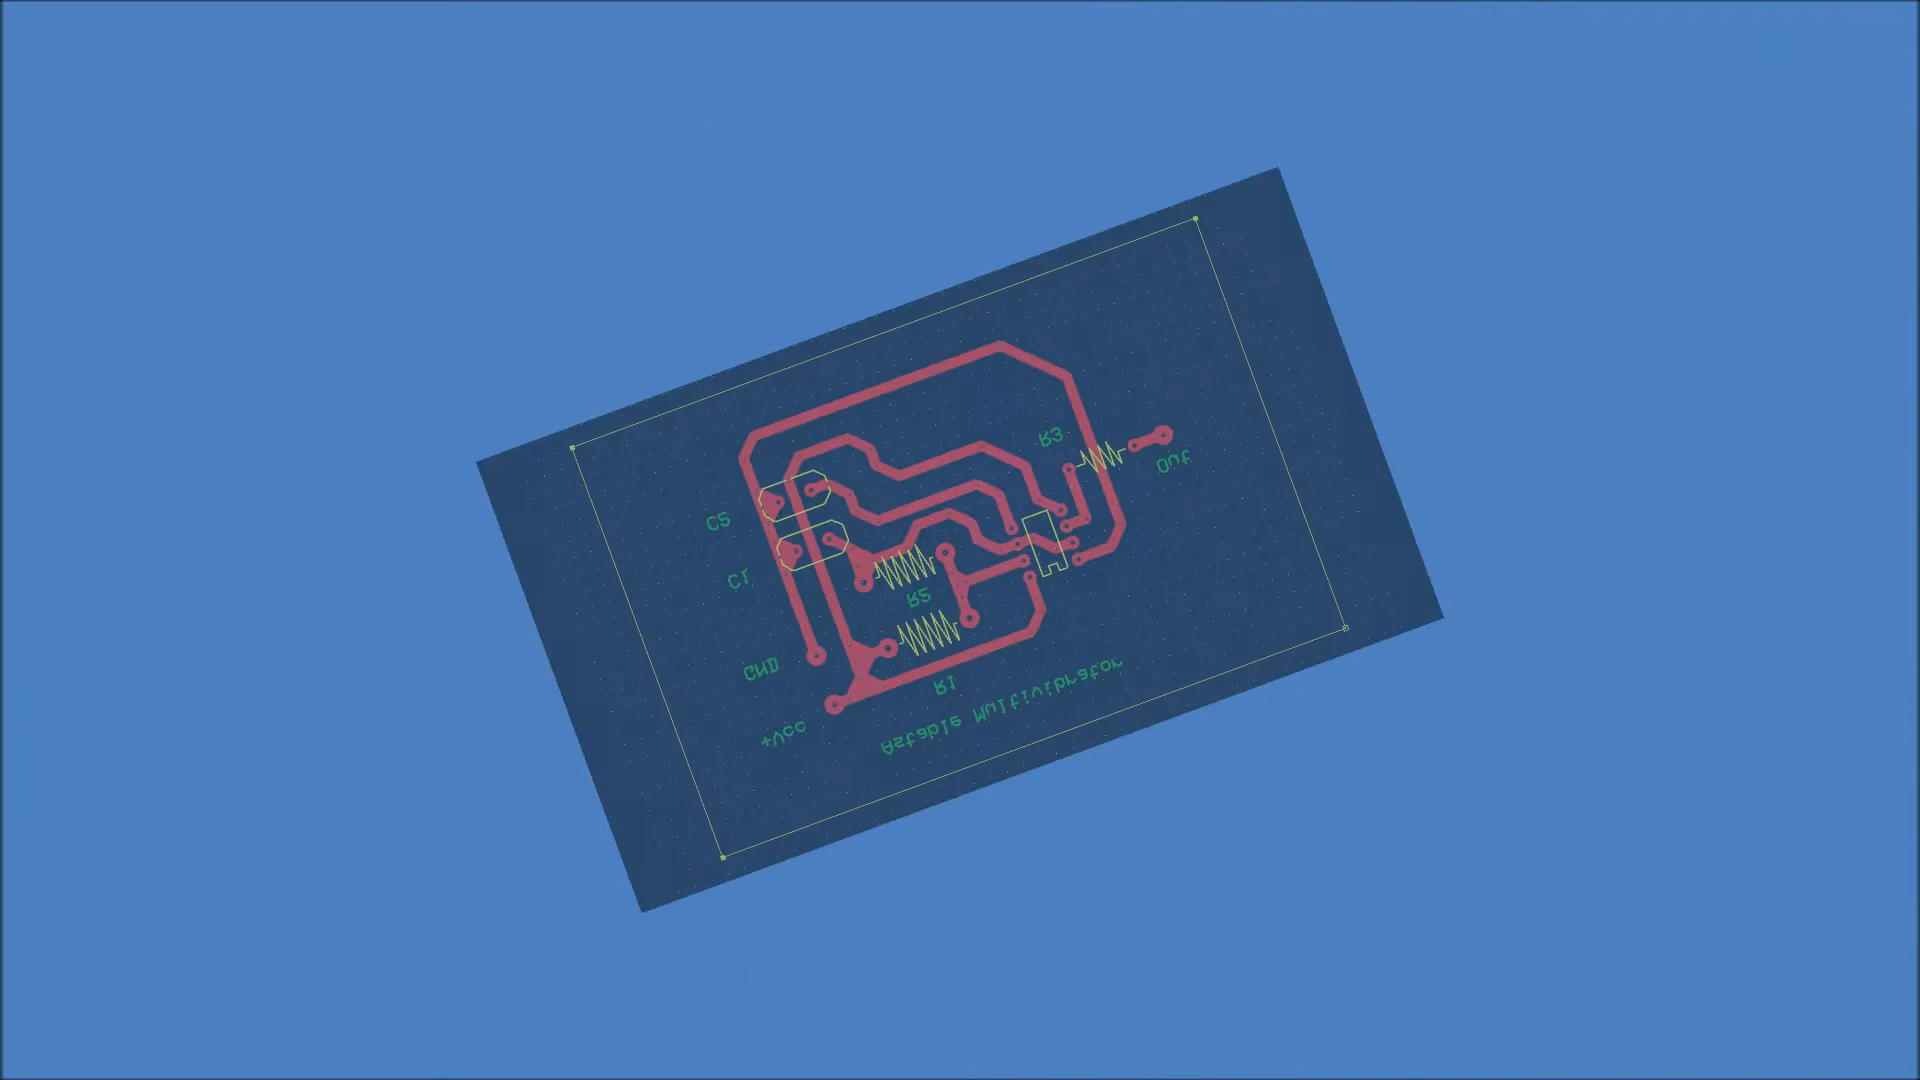 R3
Out
C2
C1
R2
GND
R1
+Vcc
Astable Multivibrator